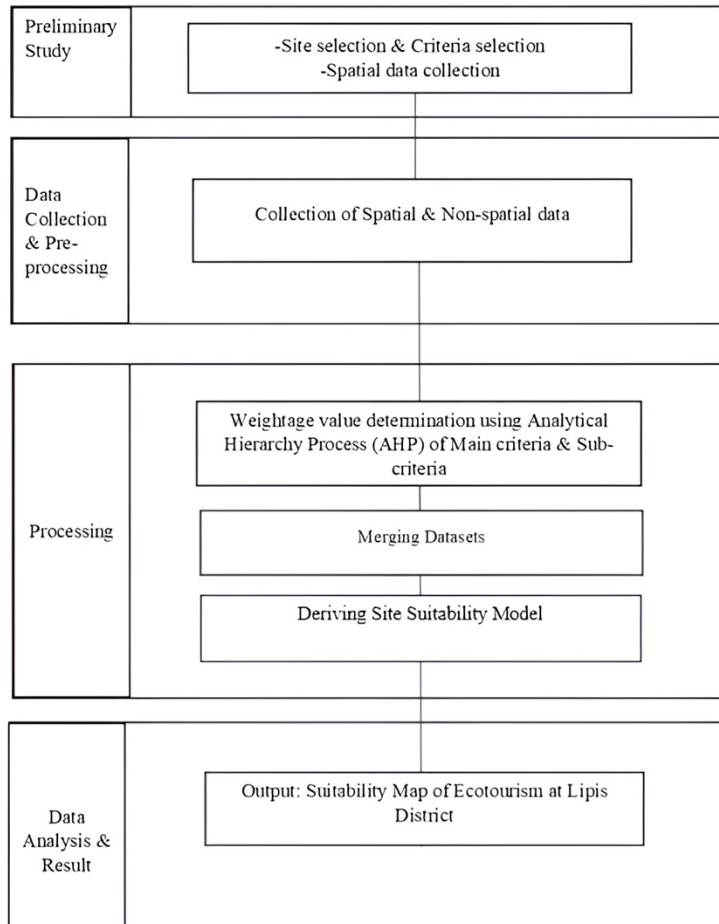 Preliminary
Study
-Site selection & Criteria selection
-Spatial data collection
Data
Collection
& Pre-
processing
Collection of Spatial & Non-spatial data
Processing
Weightage value determination using Analytical
Hierarchy Process (AHP) of Main criteria & Sub-
criteria
Merging Datasets
Deriving Site Suitability Model
Data
Analysis &
Result
Output: Suitability Map of Ecotourism at Lipis
District